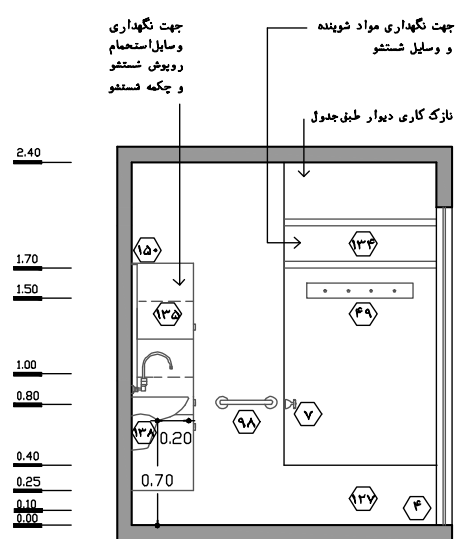 جهت نگهداری
وسایل‌استحمام
روپوش شستشو
و چکمه شستشو
جهت نگهداری مواد شوینده
و وسایل شستشو
نازک کاری دیوار طبق‌جدول
2.40
1.70
1.50
1.00
0.80
0.40
0.25
0.10
0.00
۱۵۰
۱۳۴
۱۳۵
۴۹
۹۸
۷
۱۳۸
0.20
0.70
۱۲۷
۴